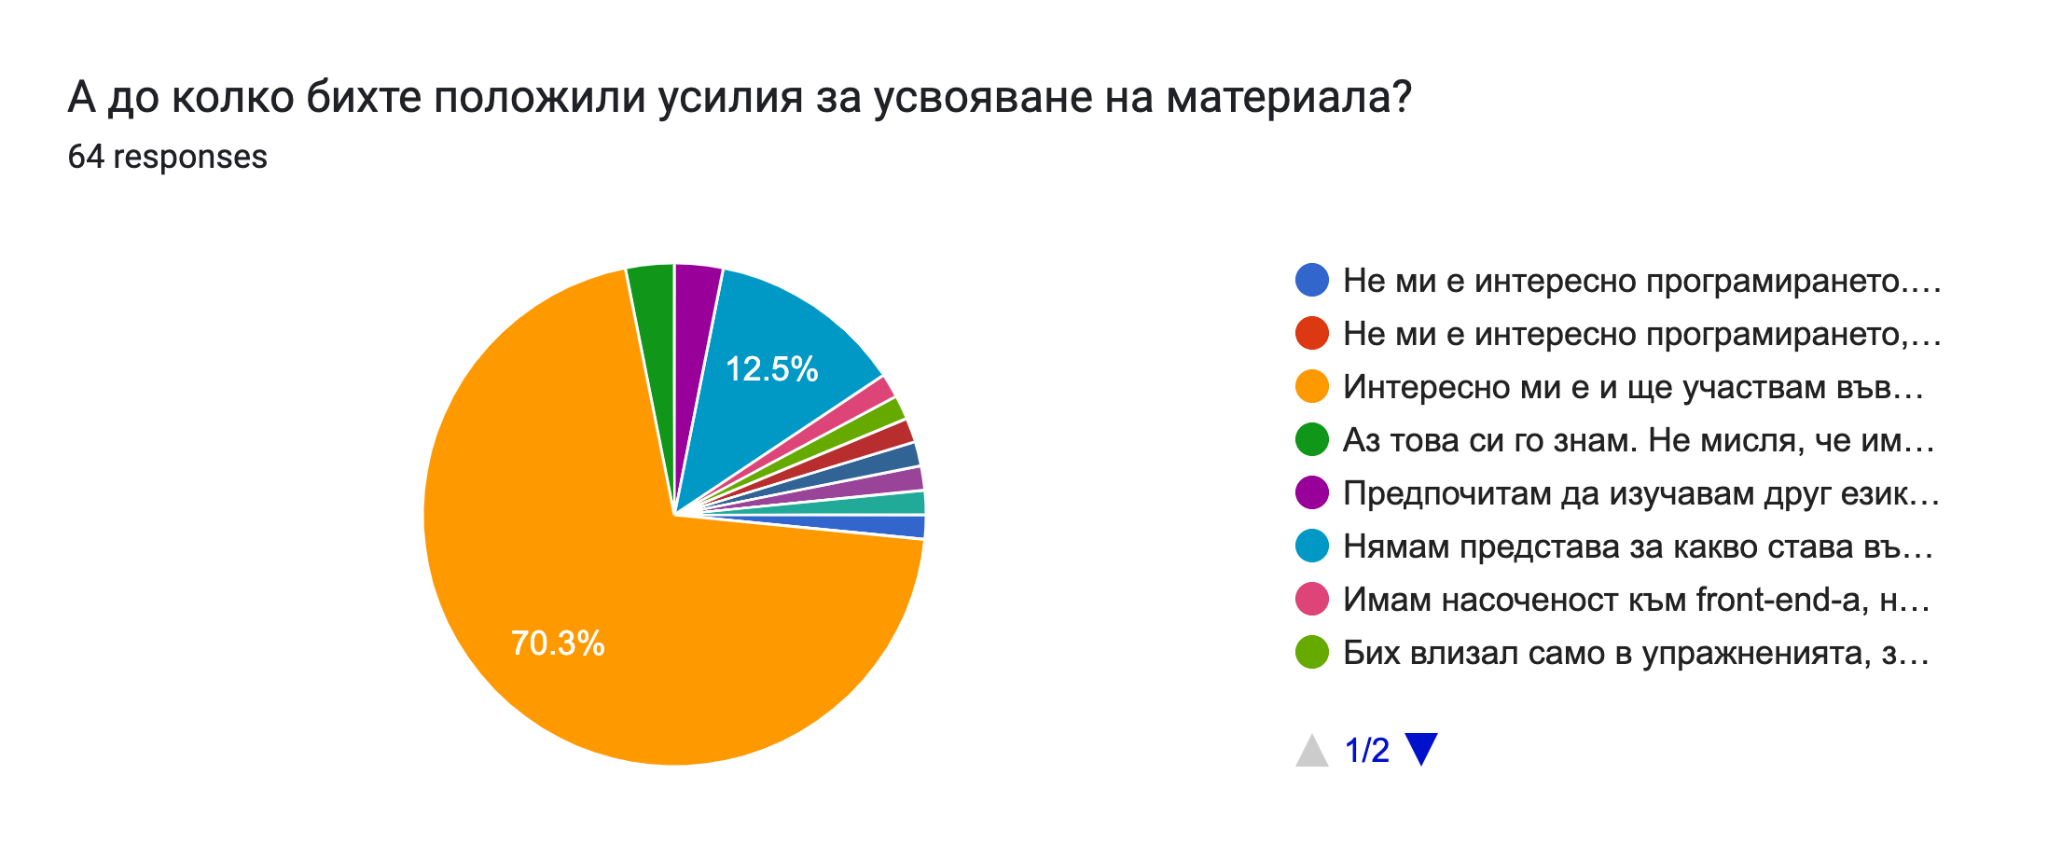 А до колко бихте положили усилия за усвояване на материала?
64 responses
12.5%
70.3%
Не ми е интересно програмирането.…
Не ми е интересно програмирането,…
Интересно ми е и ще участвам във…
Аз това си го знам. Не мисля, че им…
Предпочитам да изучавам друг език…
Нямам представа за какво става въ…
Имам насоченост към front-end-а, н…
Бих влизал само в упражненията, з…
1/2